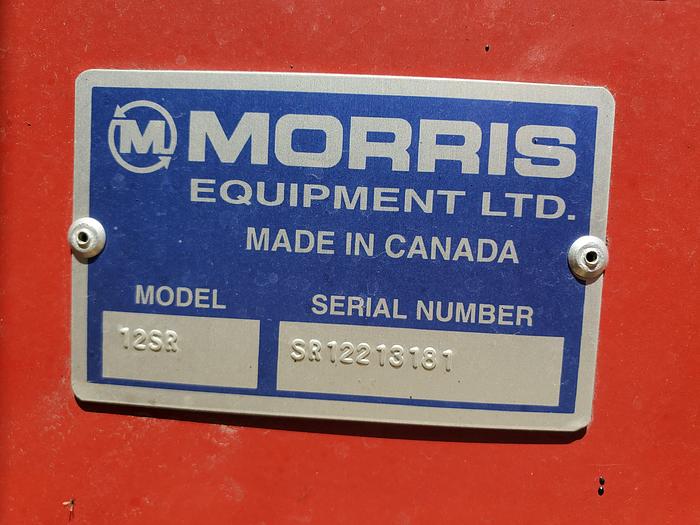 M MORRIS
EQUIPMENT LTD.
MADE IN CANADA
MODEL SERIAL NUMBER
12SR SR12213181